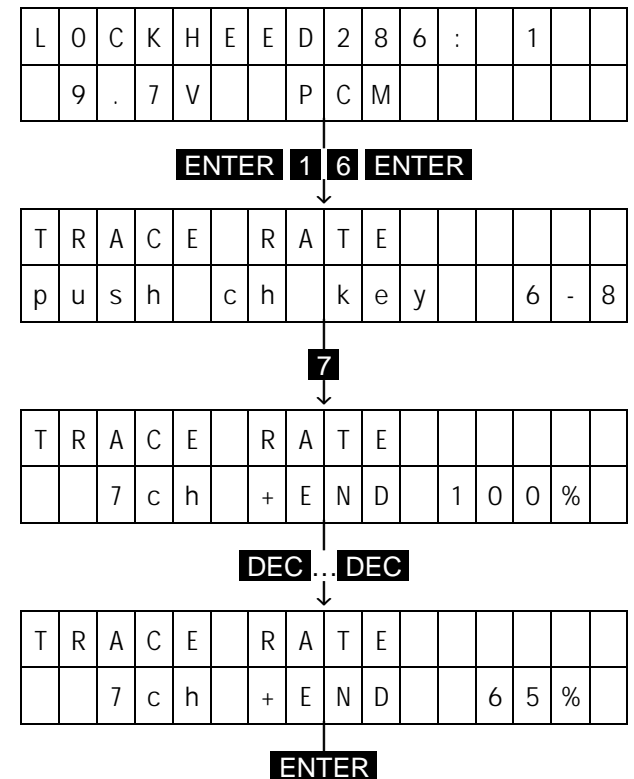 LOCKHEED286: 1
9.7V PCM
ENTER 1 6 ENTER
TRACE RATE
push ch key 6-8
7
TRACE RATE
7ch +END 100%
DEC...DEC
TRACE RATE
7ch +END 65%
ENTER